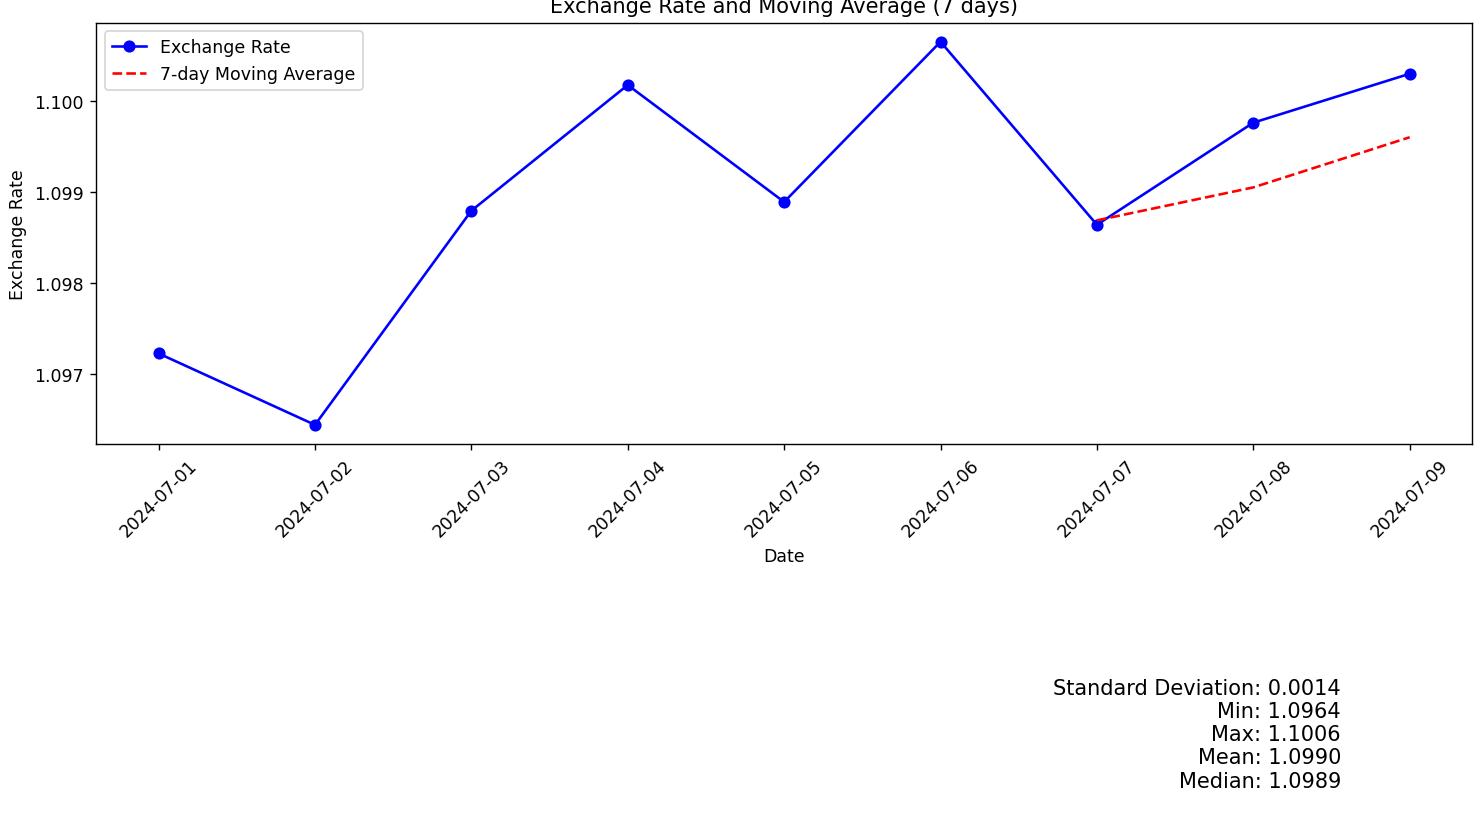 Exchange Rate and Moving Average (7 days)
Exchange Rate
7-day Moving Average
Exchange Rate
1.100
1.099
1.098
1.097
2024-07-01
2024-07-02
2024-07-03
2024-07-04
2024-07-05
2024-07-06
2024-07-07
2024-07-08
2024-07-09
Date
Standard Deviation: 0.0014
Min: 1.0964
Max: 1.1006
Mean: 1.0990
Median: 1.0989